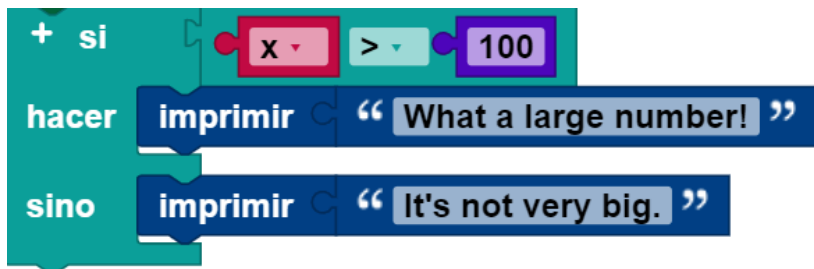 + si x > 100
hacer imprimir “ What a large number! ”
sino imprimir “ It's not very big. ”